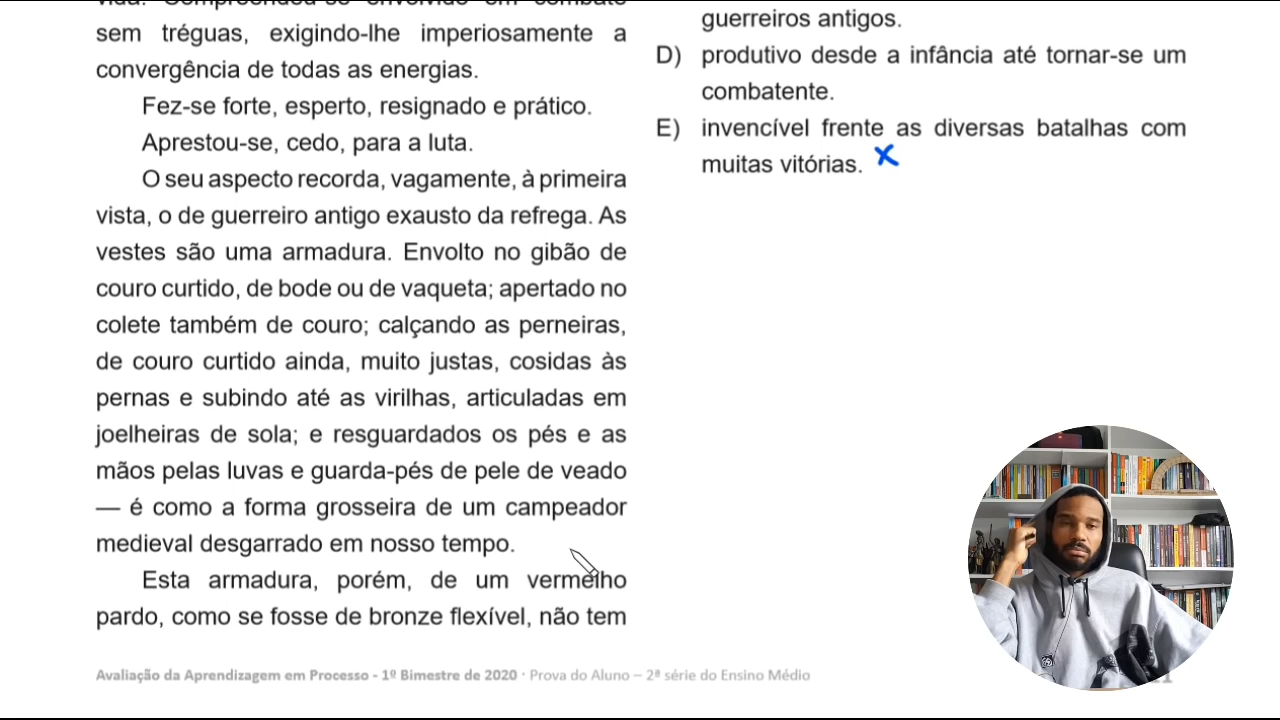 vida. Compreendeu-se envolvido em combate
sem tréguas, exigindo-lhe imperiosamente a
convergência de todas as energias.
Fez-se forte, esperto, resignado e prático.
Aprestou-se, cedo, para a luta.
O seu aspecto recorda, vagamente, à primeira
vista, o de guerreiro antigo exausto da refrega. As
vestes são uma armadura. Envolto no gibão de
couro curtido, de bode ou de vaqueta; apertado no
colete também de couro; calçando as perneiras,
de couro curtido ainda, muito justas, cosidas às
pernas e subindo até as virilhas, articuladas em
joelheiras de sola; e resguardados os pés e as
mãos pelas luvas e guarda-pés de pele de veado
— é como a forma grosseira de um campeador
medieval desgarrado em nosso tempo.
Esta armadura, porém, de um vermelho
pardo, como se fosse de bronze flexível, não tem
guerreiros antigos.
D) produtivo desde a infância até tornar-se um
combatente.
E) invencível frente as diversas batalhas com
muitas vitórias.
Avaliação da Aprendizagem em Processo - 1º Bimestre de 2020 · Prova do Aluno – 2ª série do Ensino Médio